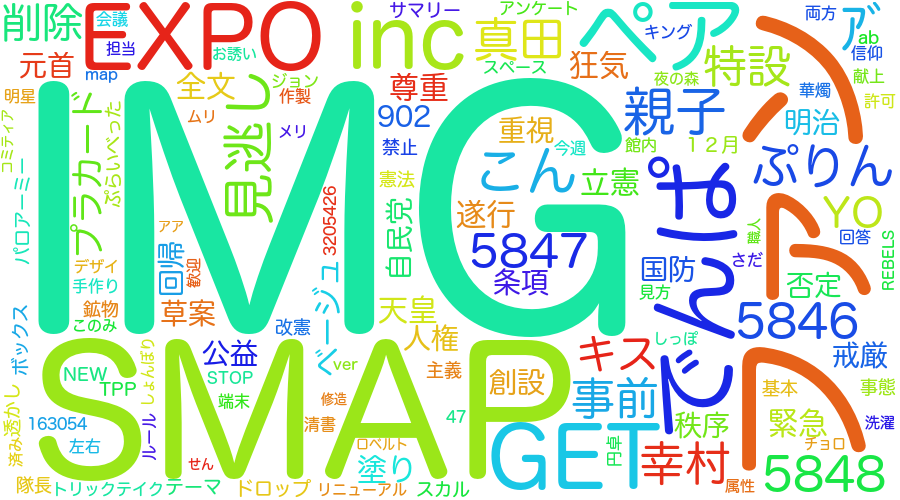 削除
会議
EXPO
担当
お誘い
inc
サマリー
アンケート
真田
ペア
キング
両方
ブ
ab
信仰
元首
map
全文
ジョン
作製
尊重
スペース
狂気
特設
夜の森
献上
華燭
許可
明星
コミティア
プラカード
ぷらいべった
ムリ
見逃し
IMG
902
メリ
禁止
重視
今週
親子
館内
12月
明治
ファン
憲法
こん
立憲
でんぱ
ぷりん
パロアーミー
アア
3205426
自民党
遂行
5847
YO
人鬱
回答
REBELS
デザイ
手作り
回帰
歓迎
条項
国防
さだ
見方
否定
鉱物
このみ
草案
改憲
ベージュ
天皇
人権
5846
しっぽ
戒厳
ボックス
SMAP
NEW
TPP
しょんぼり
公益
STOP
ver
主義
キス
創設
事前
基本
事態
済み透かし
163054
左右
ルール
端末
修造
清書
47
GET
円卓
秩序
緊急
洗濯
チョロ
せん
ロベルト
塗り
幸村
5848
属性
隊長
トリックテイク
テーマ
ドロップ
リニューアル
スカル